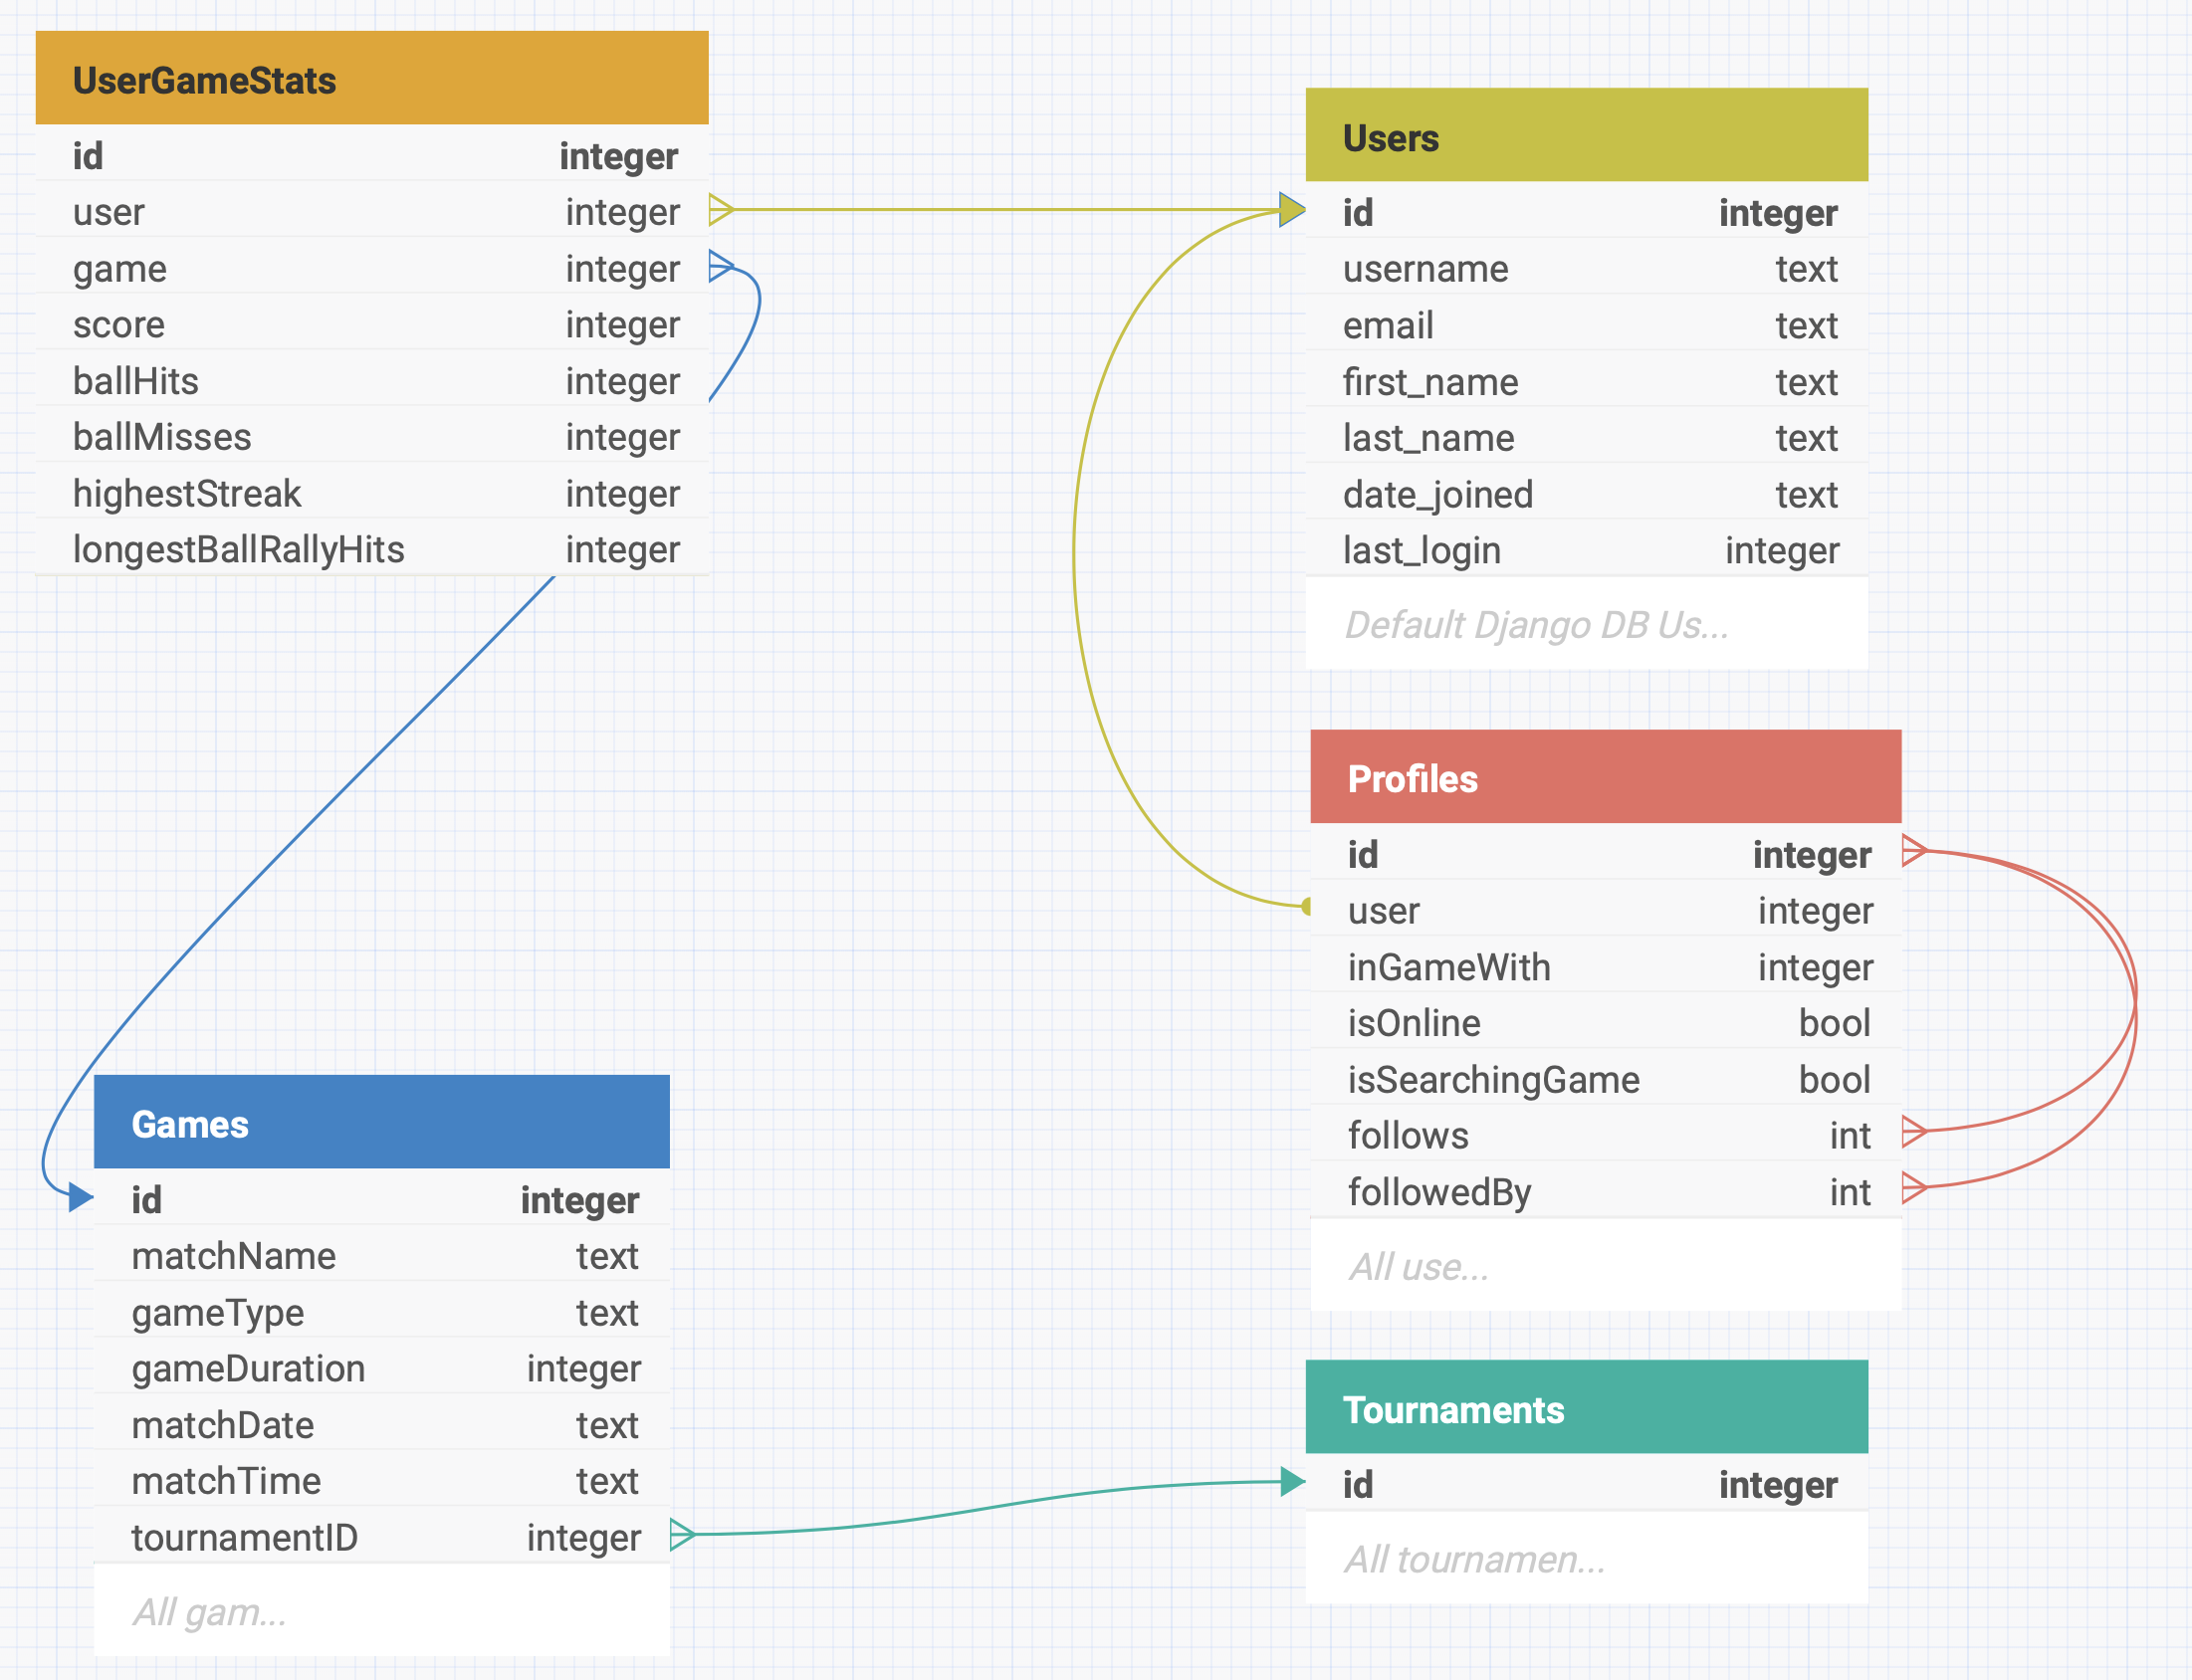 UserGameStats
id integer
user integer
game integer
score integer
ballHits integer
ballMisses integer
highestStreak integer
longestBallRallyHits integer
Users
id integer
username text
email text
first_name text
last_name text
date_joined text
last_login integer
Default Django DB Us...
Profiles
id integer
user integer
inGameWith integer
isOnline bool
isSearchingGame bool
follows int
followedBy int
All use...
Games
id integer
matchName text
gameType text
gameDuration integer
matchDate text
matchTime text
tournamentID integer
All gam...
Tournaments
id integer
All tournamen...